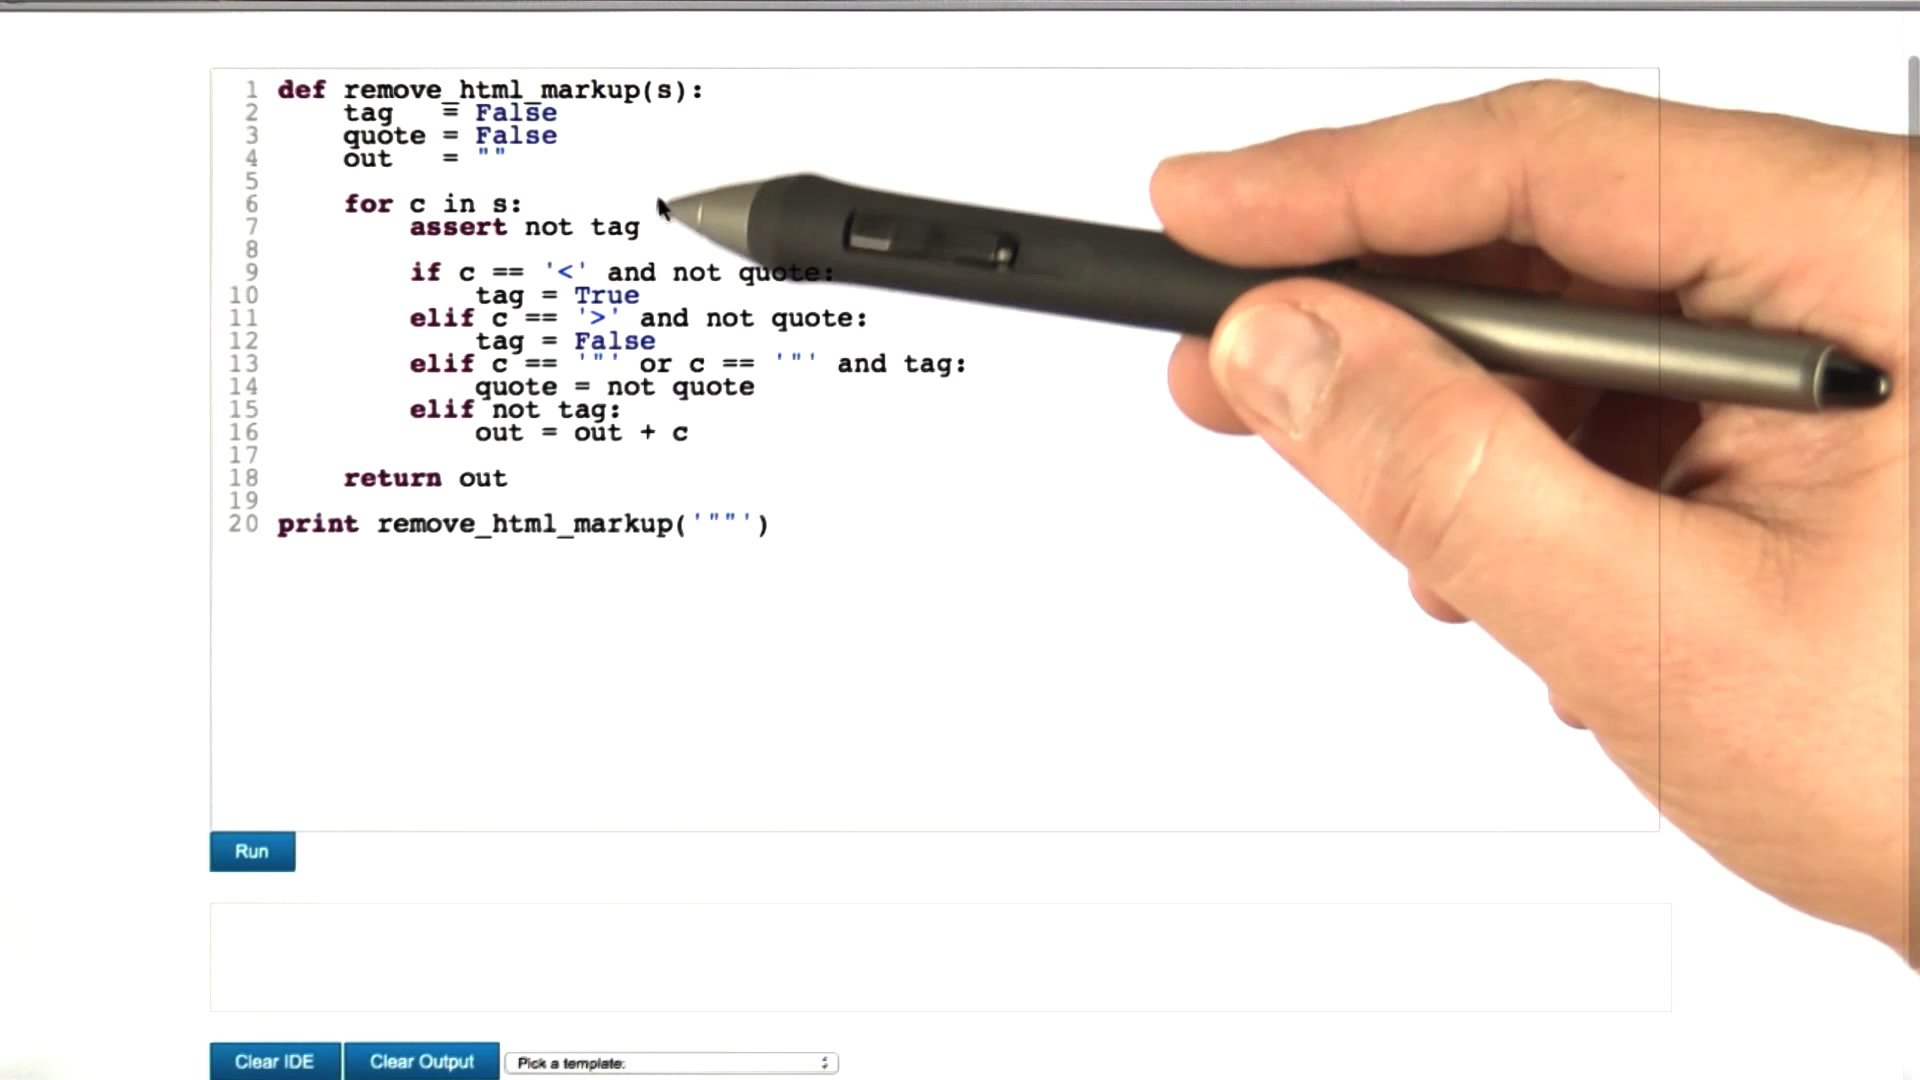 1 def remove_html_markup(s):
2 tag = False
3 quote = False
4 out = ""
5
6 for c in s:
7 assert not tag
8
9 if c == '<' and not quote:
10 tag = True
11 elif c == '>' and not quote:
12 tag = False
13 elif c == '"' or c == '"' and tag:
14 quote = not quote
15 elif not tag:
16 out = out + c
17
18 return out
19
20 print remove_html_markup('""')
Run
Clear IDE Clear Output Pick a template: